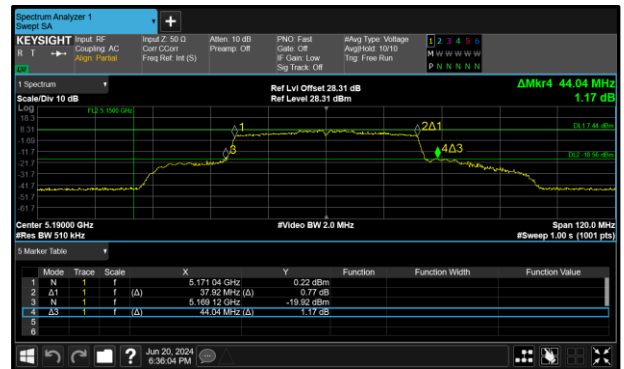 Spectrum Analyzer 1
Swept SA
+
KEYSIGHT Input: RF Input Z: 50 Ω Atten: 10 dB PNO: Fast #Avg Type: Voltage 1 2 3 4 5 6
R T Coupling: AC Corr CCorr Preamp: Off Gate: Off Avg|Hold: 10/10 M W W W W W
Align: Partial Freq Ref: Int (S) IF Gain: Low Trig: Free Run
Sig Track: Off P N N N N N
1 Spectrum Ref Lvl Offset 28.31 dB ΔMkr4 44.04 MHz
Scale/Div 10 dB Ref Level 28.31 dBm 1.17 dB
Log
18.3 FL2 5.1500 GHz
8.31 1 2Δ1 DL1 7.44 dBm
-1.69
-11.7 3 4Δ3 DL2 -18.56 dBm
-21.7
-31.7
-41.7
-51.7
-61.7
Center 5.19000 GHz #Video BW 2.0 MHz Span 120.0 MHz
#Res BW 510 kHz #Sweep 1.00 s (1001 pts)
5 Marker Table
Mode Trace Scale X Y Function Function Width Function Value
1 N 1 f 5.171 04 GHz 0.22 dBm
2 Δ1 1 f (Δ) 37.92 MHz (Δ) 0.77 dB
3 N 1 f 5.169 12 GHz -19.92 dBm
4 Δ3 1 f (Δ) 44.04 MHz (Δ) 1.17 dB
5
6
? Jun 20, 2024
6:36:04 PM